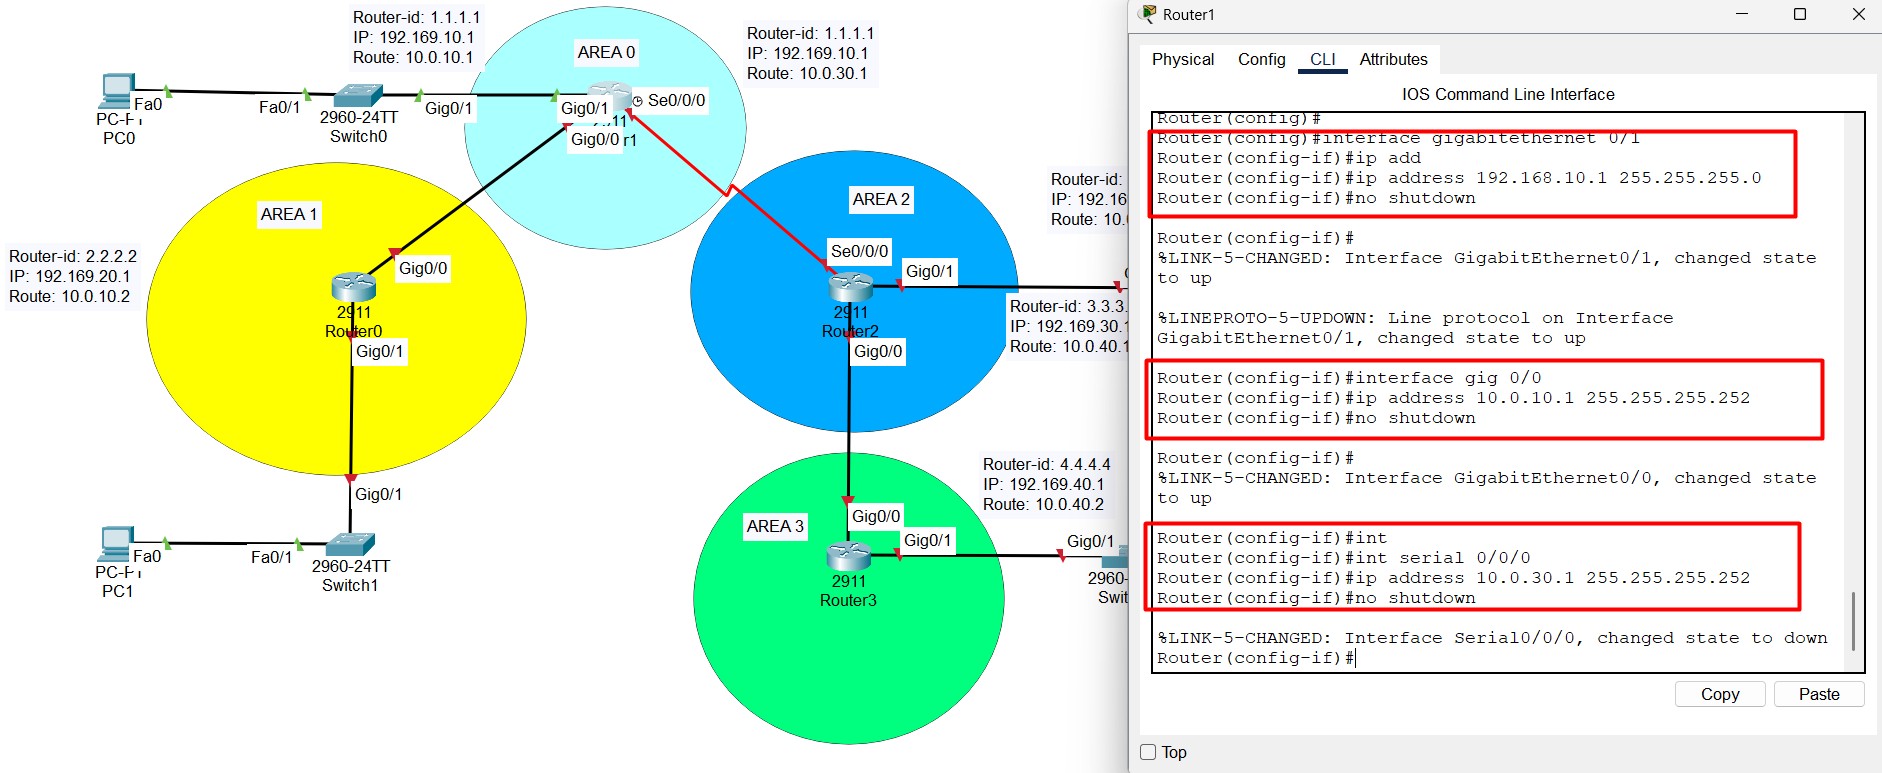 Router-id: 1.1.1.1
IP: 192.169.10.1
Route: 10.0.10.1
AREA 0
Router-id: 1.1.1.1
IP: 192.169.10.1
Route: 10.0.30.1
Fa0
PC0
Fa0/1
2960-24TT
Switch0
Gig0/1
Gig0/1
Se0/0/0
Gig0/0
AREA 1
Router-id: 2.2.2.2
IP: 192.169.20.1
Route: 10.0.10.2
Gig0/0
2911
Router0
Gig0/1
Gig0/1
Fa0
PC1
Fa0/1
2960-24TT
Switch1
AREA 2
Router-id:
Se0/0/0
Gig0/1
2911
Router2
Gig0/0
Router-id: 3.3.3.
IP: 192.169.30.1
Route: 10.0.40.1
Router-id: 4.4.4.4
IP: 192.169.40.1
Route: 10.0.40.2
AREA 3
Gig0/0
Gig0/1
Gig0/1
2911
Router3
2960-
Router1
Physical Config CLI Attributes
IOS Command Line Interface
Router(config)#
Router(config)#interface gigabitethernet 0/1
Router(config-if)#ip add
Router(config-if)#ip address 192.168.10.1 255.255.255.0
Router(config-if)#no shutdown
Router(config-if)#
%LINK-5-CHANGED: Interface GigabitEthernet0/1, changed state
to up
%LINEPROTO-5-UPDOWN: Line protocol on Interface
GigabitEthernet0/1, changed state to up
Router(config-if)#interface gig 0/0
Router(config-if)#ip address 10.0.10.1 255.255.255.252
Router(config-if)#no shutdown
Router(config-if)#
%LINK-5-CHANGED: Interface GigabitEthernet0/0, changed state
to up
Router(config-if)#int
Router(config-if)#int serial 0/0/0
Router(config-if)#ip address 10.0.30.1 255.255.255.252
Router(config-if)#no shutdown
%LINK-5-CHANGED: Interface Serial0/0/0, changed state to down
Router(config-if)#
Copy Paste
Top